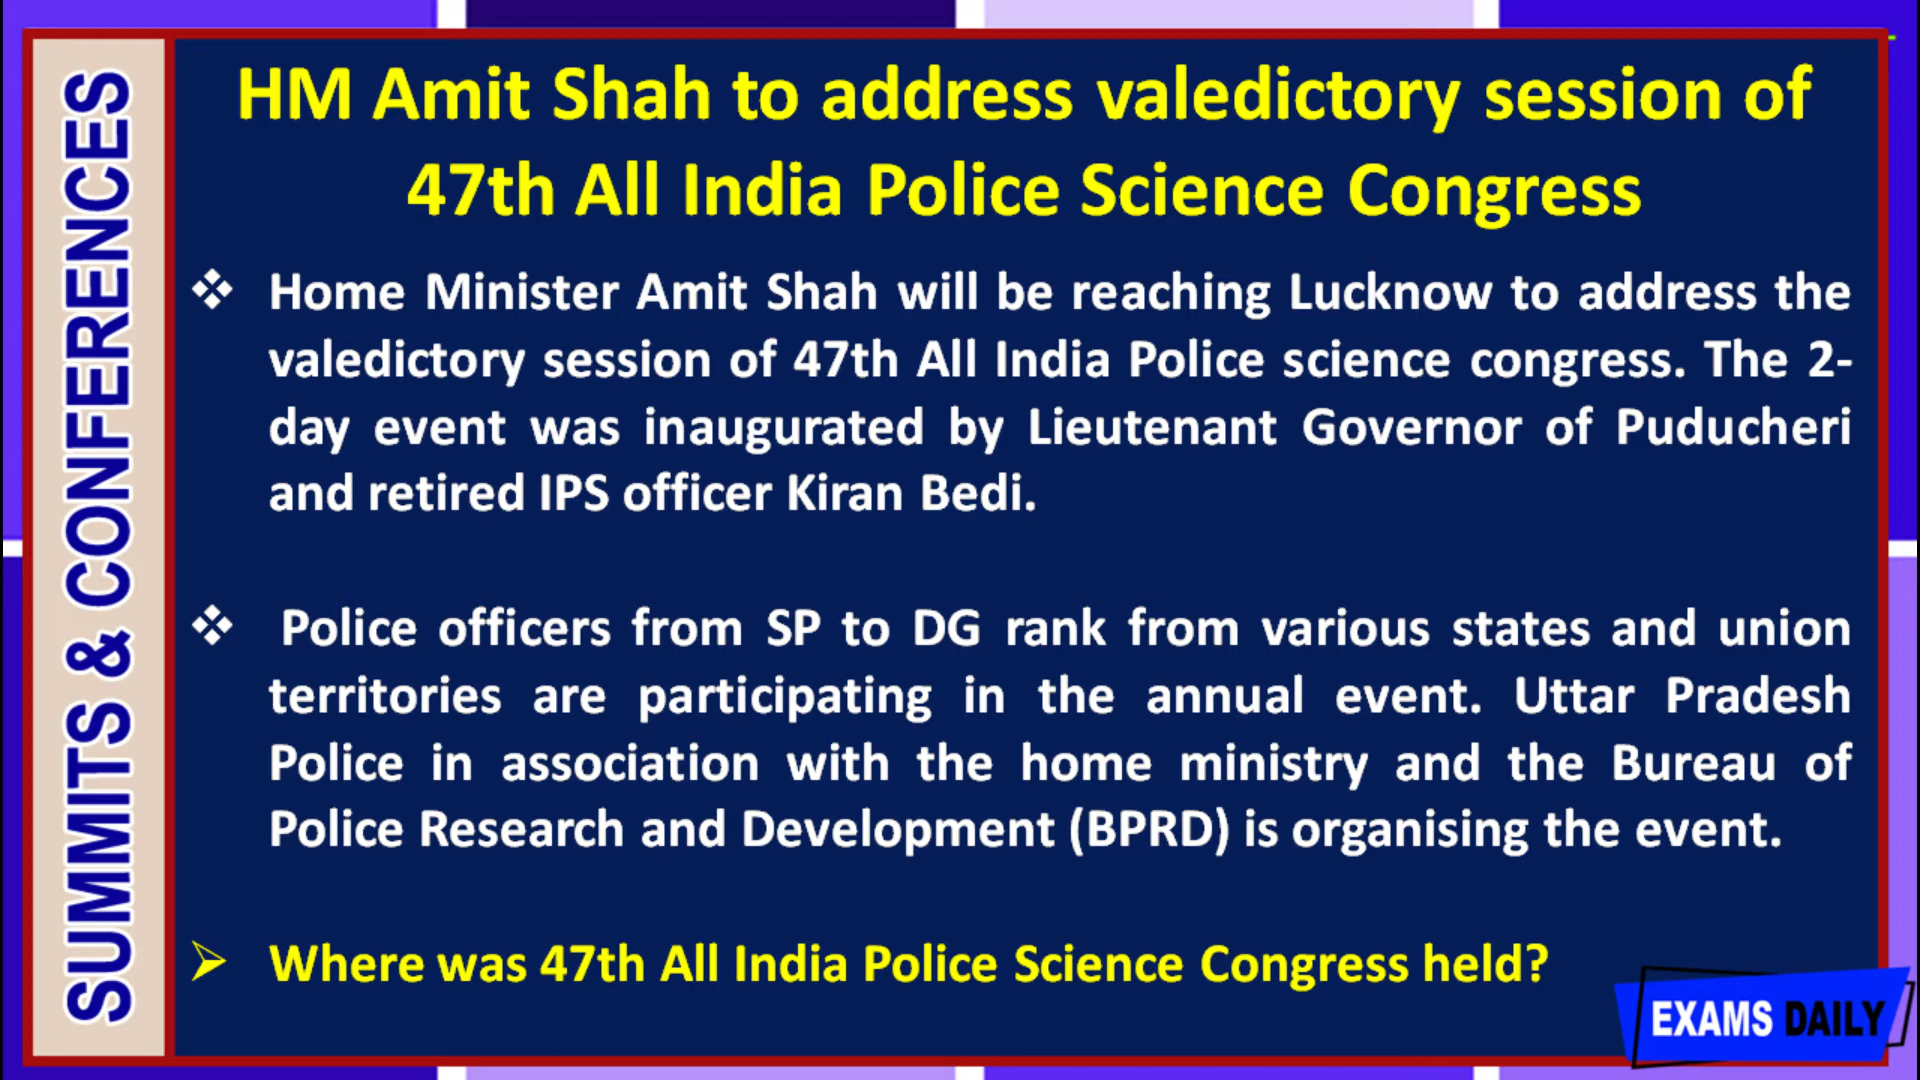 SUMMITS & CONFERENCES
HM Amit Shah to address valedictory session of
47th All India Police Science Congress
❖ Home Minister Amit Shah will be reaching Lucknow to address the
valedictory session of 47th All India Police science congress. The 2-
day event was inaugurated by Lieutenant Governor of Puducheri
and retired IPS officer Kiran Bedi.
❖ Police officers from SP to DG rank from various states and union
territories are participating in the annual event. Uttar Pradesh
Police in association with the home ministry and the Bureau of
Police Research and Development (BPRD) is organising the event.
➢ Where was 47th All India Police Science Congress held?
EXAMS DAILY